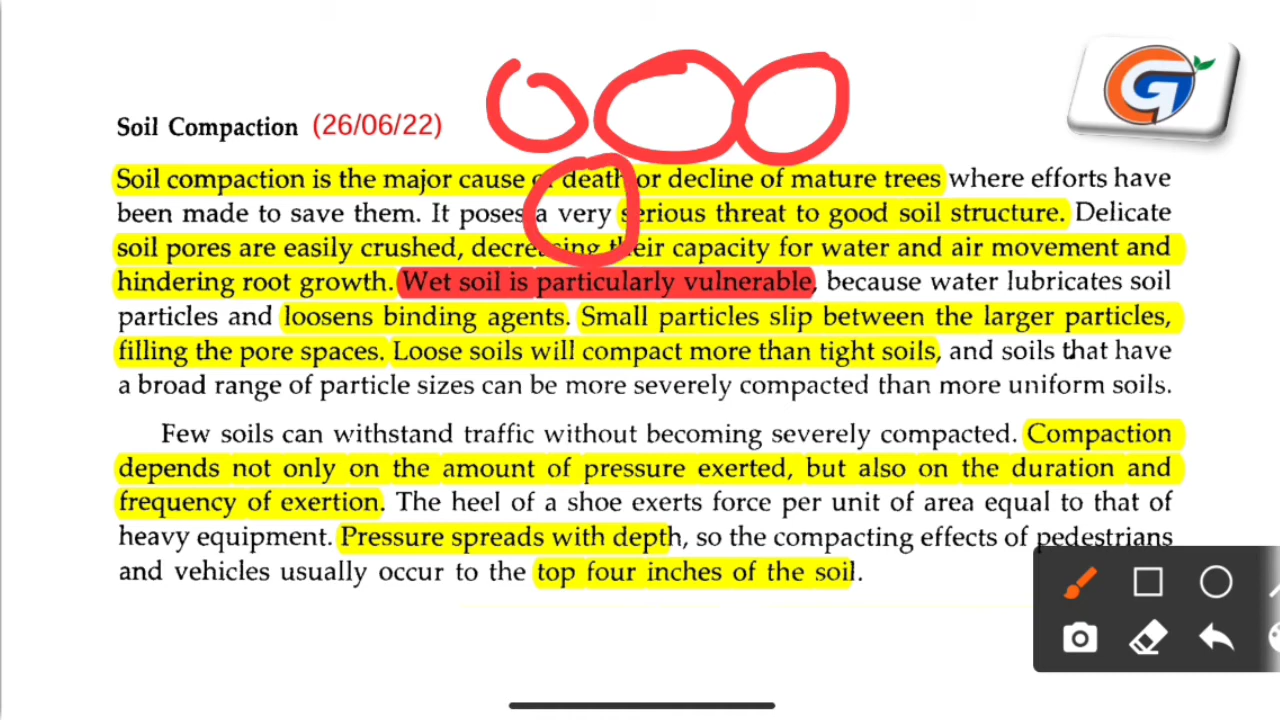 Soil Compaction (26/06/22)
Soil compaction is the major cause of death or decline of mature trees where efforts have
been made to save them. It poses a very serious threat to good soil structure. Delicate
soil pores are easily crushed, decreasing their capacity for water and air movement and
hindering root growth. Wet soil is particularly vulnerable, because water lubricates soil
particles and loosens binding agents. Small particles slip between the larger particles,
filling the pore spaces. Loose soils will compact more than tight soils, and soils that have
a broad range of particle sizes can be more severely compacted than more uniform soils.
Few soils can withstand traffic without becoming severely compacted. Compaction
depends not only on the amount of pressure exerted, but also on the duration and
frequency of exertion. The heel of a shoe exerts force per unit of area equal to that of
heavy equipment. Pressure spreads with depth, so the compacting effects of pedestrians
and vehicles usually occur to the top four inches of the soil.